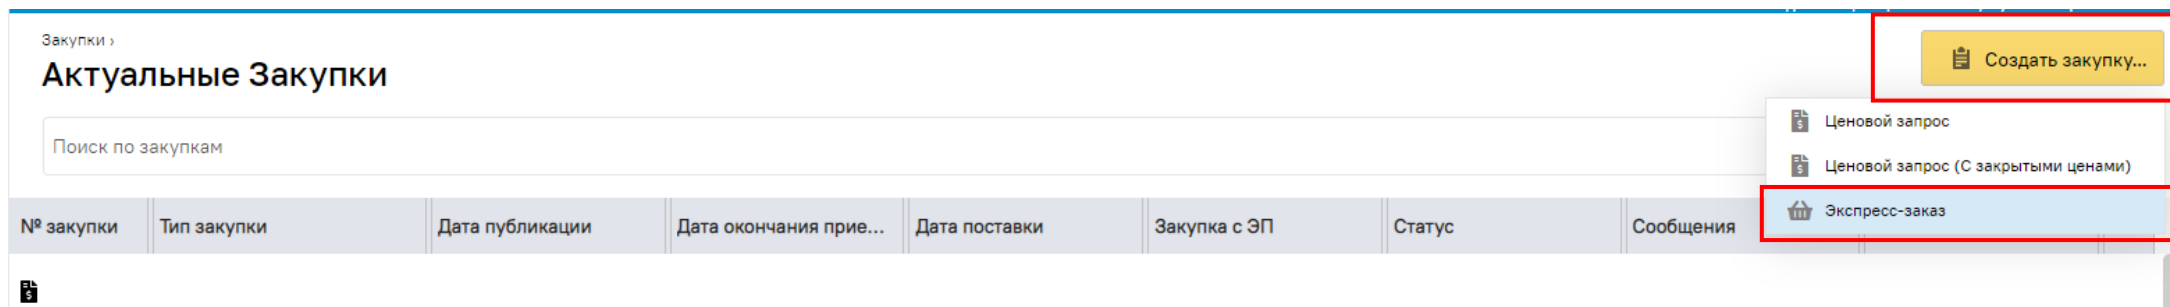 Закупки ›
Актуальные Закупки
Создать закупку...
Поиск по закупкам
Ценовой запрос
Ценовой запрос (С закрытыми ценами)
Экспресс-заказ
№ закупки Тип закупки Дата публикации Дата окончания прие... Дата поставки Закупка с ЭП Статус Сообщения